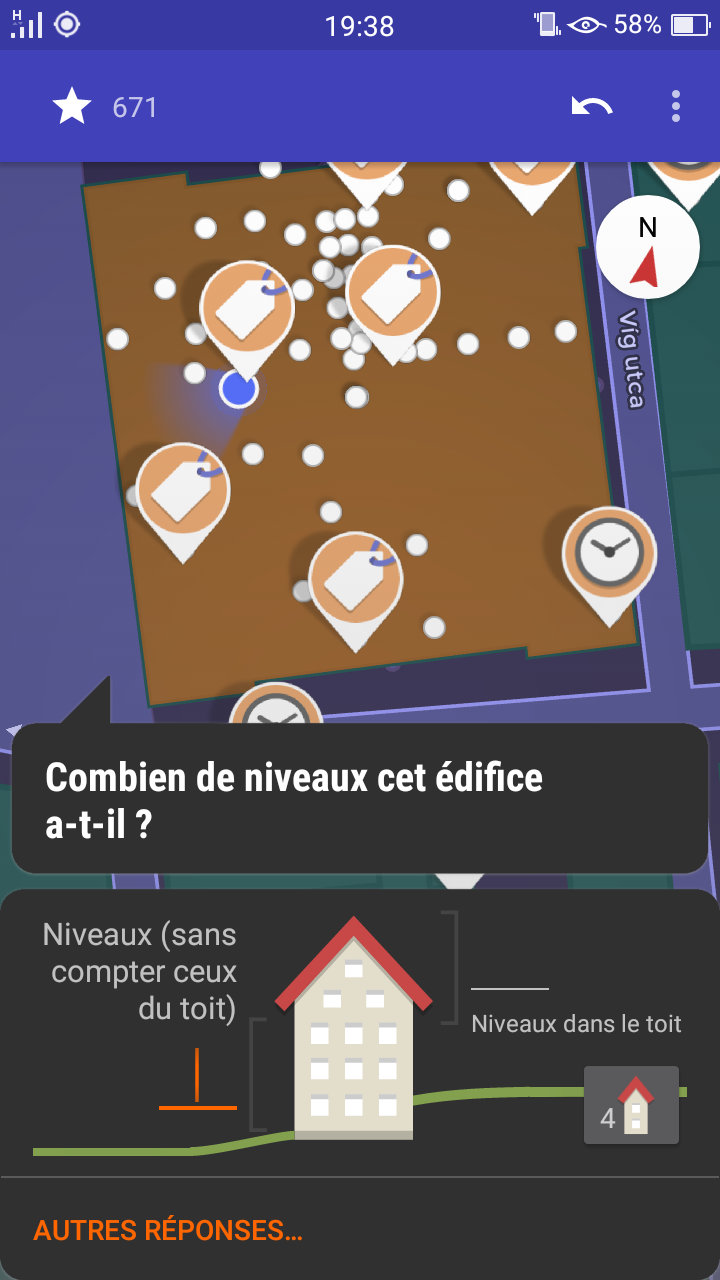 H
19:38
58%
671
N
Víg utca
Combien de niveaux cet édifice
a-t-il ?
Niveaux (sans
compter ceux
du toit)
Niveaux dans le toit
4
AUTRES RÉPONSES…